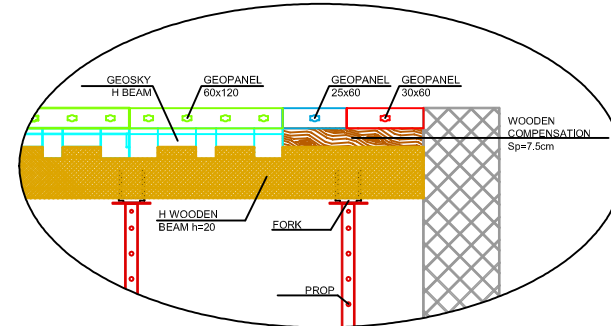 GEOSKY
H BEAM
GEOPANEL
60x120
GEOPANEL
25x60
GEOPANEL
30x60
WOODEN
COMPENSATION
Sp=7.5cm
H WOODEN
BEAM h=20
FORK
PROP